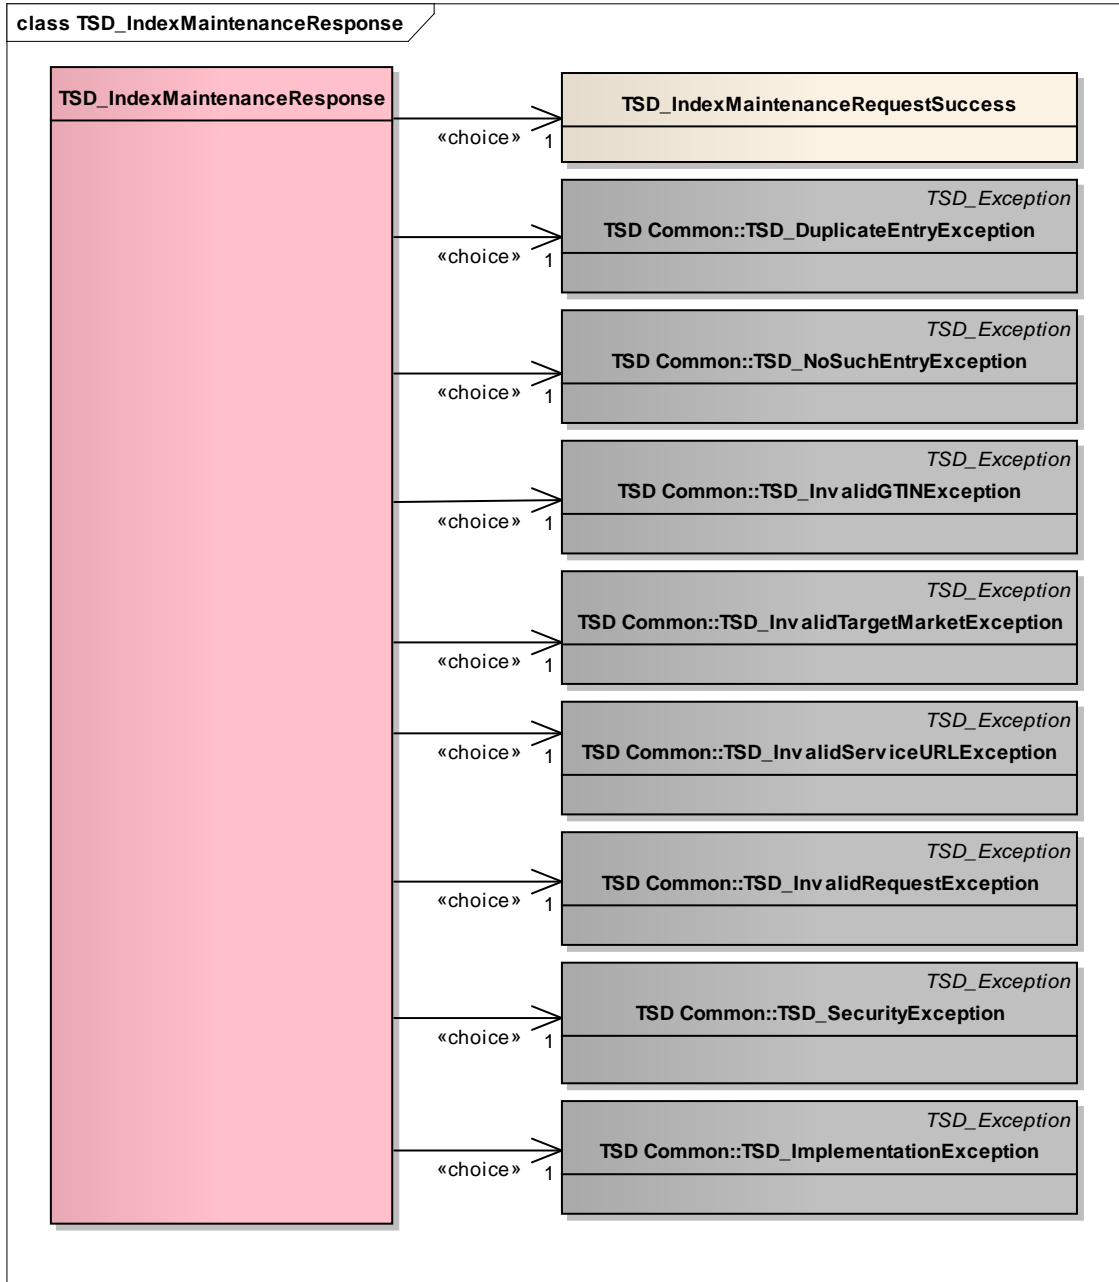 class TSD_IndexMaintenanceResponse
TSD_IndexMaintenanceResponse
TSD_IndexMaintenanceRequestSuccess
«choice» 1
TSD_Exception
TSD Common::TSD_DuplicateEntryException
«choice» 1
TSD_Exception
TSD Common::TSD_NoSuchEntryException
«choice» 1
TSD_Exception
TSD Common::TSD_InvalidGTINException
«choice» 1
TSD_Exception
TSD Common::TSD_InvalidTargetMarketException
«choice» 1
TSD_Exception
TSD Common::TSD_InvalidServiceURLException
«choice» 1
TSD_Exception
TSD Common::TSD_InvalidRequestException
«choice» 1
TSD_Exception
TSD Common::TSD_SecurityException
«choice» 1
TSD_Exception
TSD Common::TSD_ImplementationException
«choice» 1